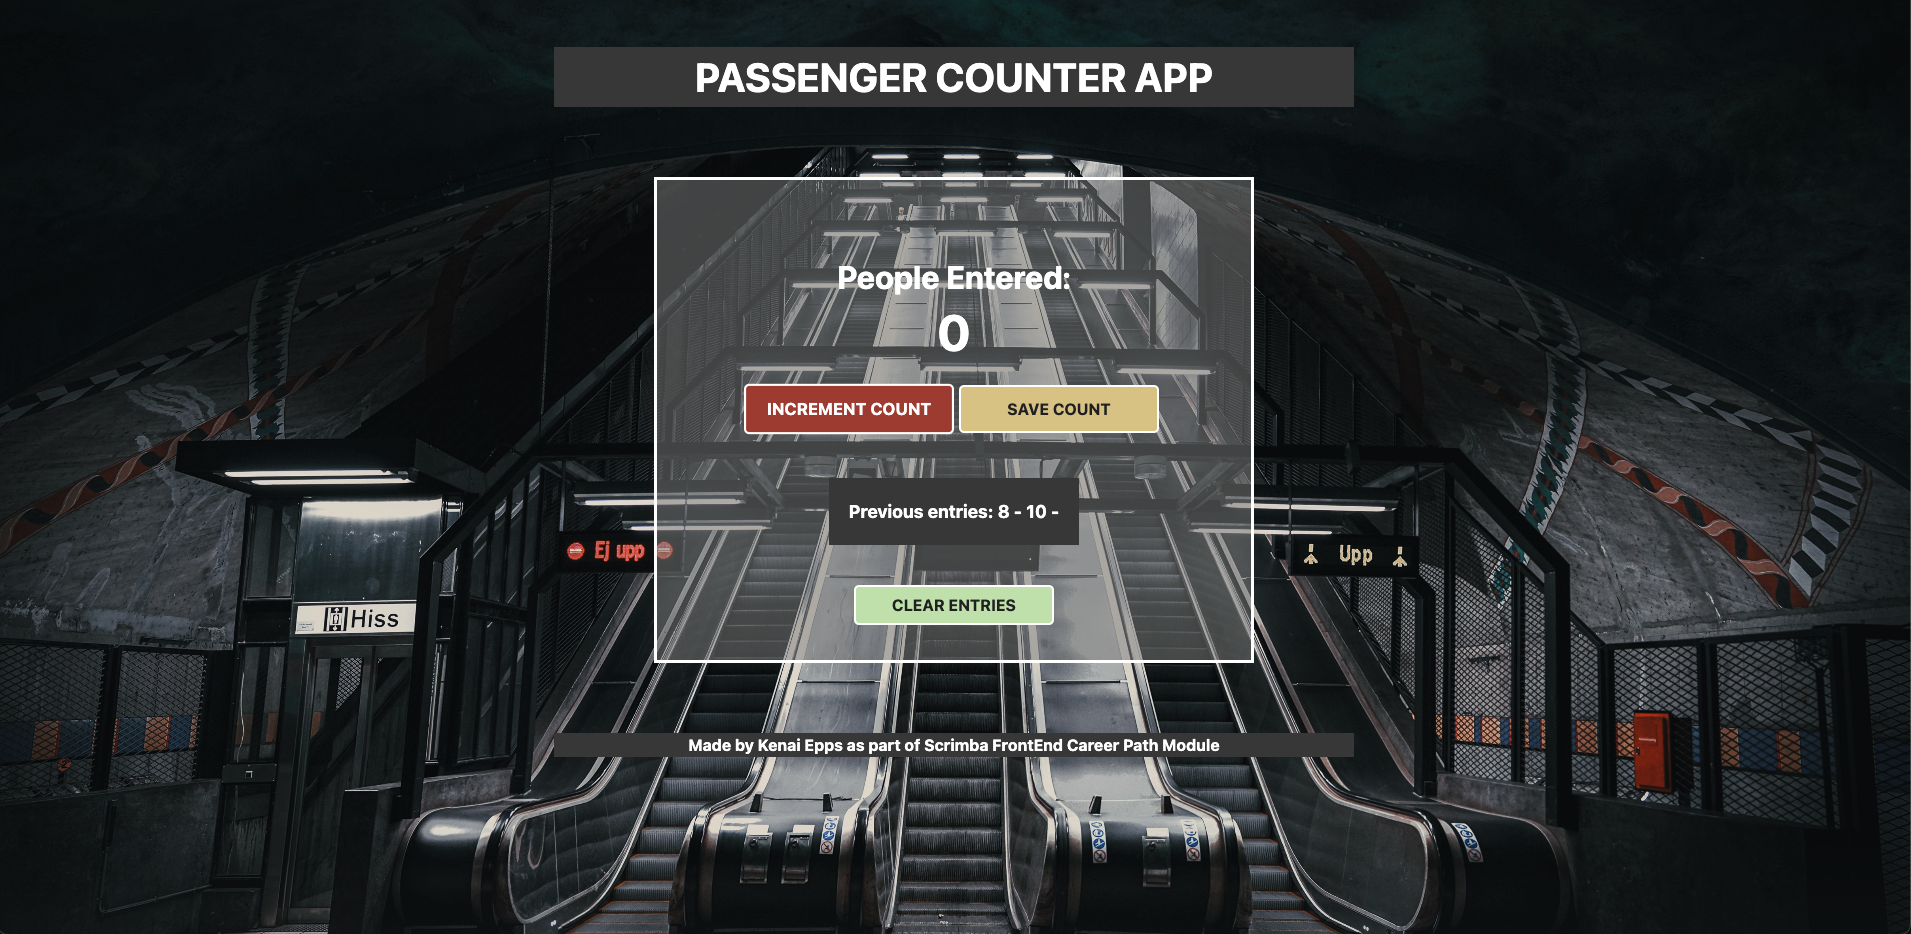 PASSENGER COUNTER APP
People Entered:
0
INCREMENT COUNT
SAVE COUNT
Previous entries: 8 - 10 -
Ej upp
Upp
CLEAR ENTRIES
Hiss
Made by Kenai Epps as part of Scrimba FrontEnd Career Path Module